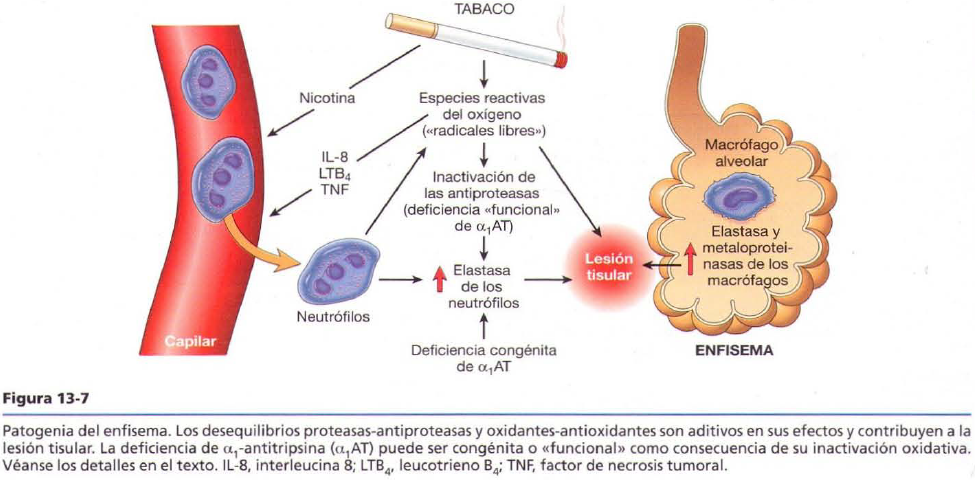 TABACO
Nicotina
Especies reactivas
del oxígeno
(«radicales libres»)
IL-8
LTB₄
TNF
Inactivación de
las antiproteasas
(deficiencia «funcional»
de α₁AT)
Neutrófilos
Elastasa
de los
neutrófilos
Deficiencia congénita
de α₁AT
Lesión
tisular
Macrófago
alveolar
Elastasa y
metaloprotei-
nasas de los
macrófagos
Capilar
ENFISEMA
Figura 13-7
Patogenia del enfisema. Los desequilibrios proteasas-antiproteasas y oxidantes-antioxidantes son aditivos en sus efectos y contribuyen a la
lesión tisular. La deficiencia de α₁-antitripsina (α₁AT) puede ser congénita o «funcional» como consecuencia de su inactivación oxidativa.
Véanse los detalles en el texto. IL-8, interleucina 8; LTB₄, leucotrieno B₄; TNF, factor de necrosis tumoral.